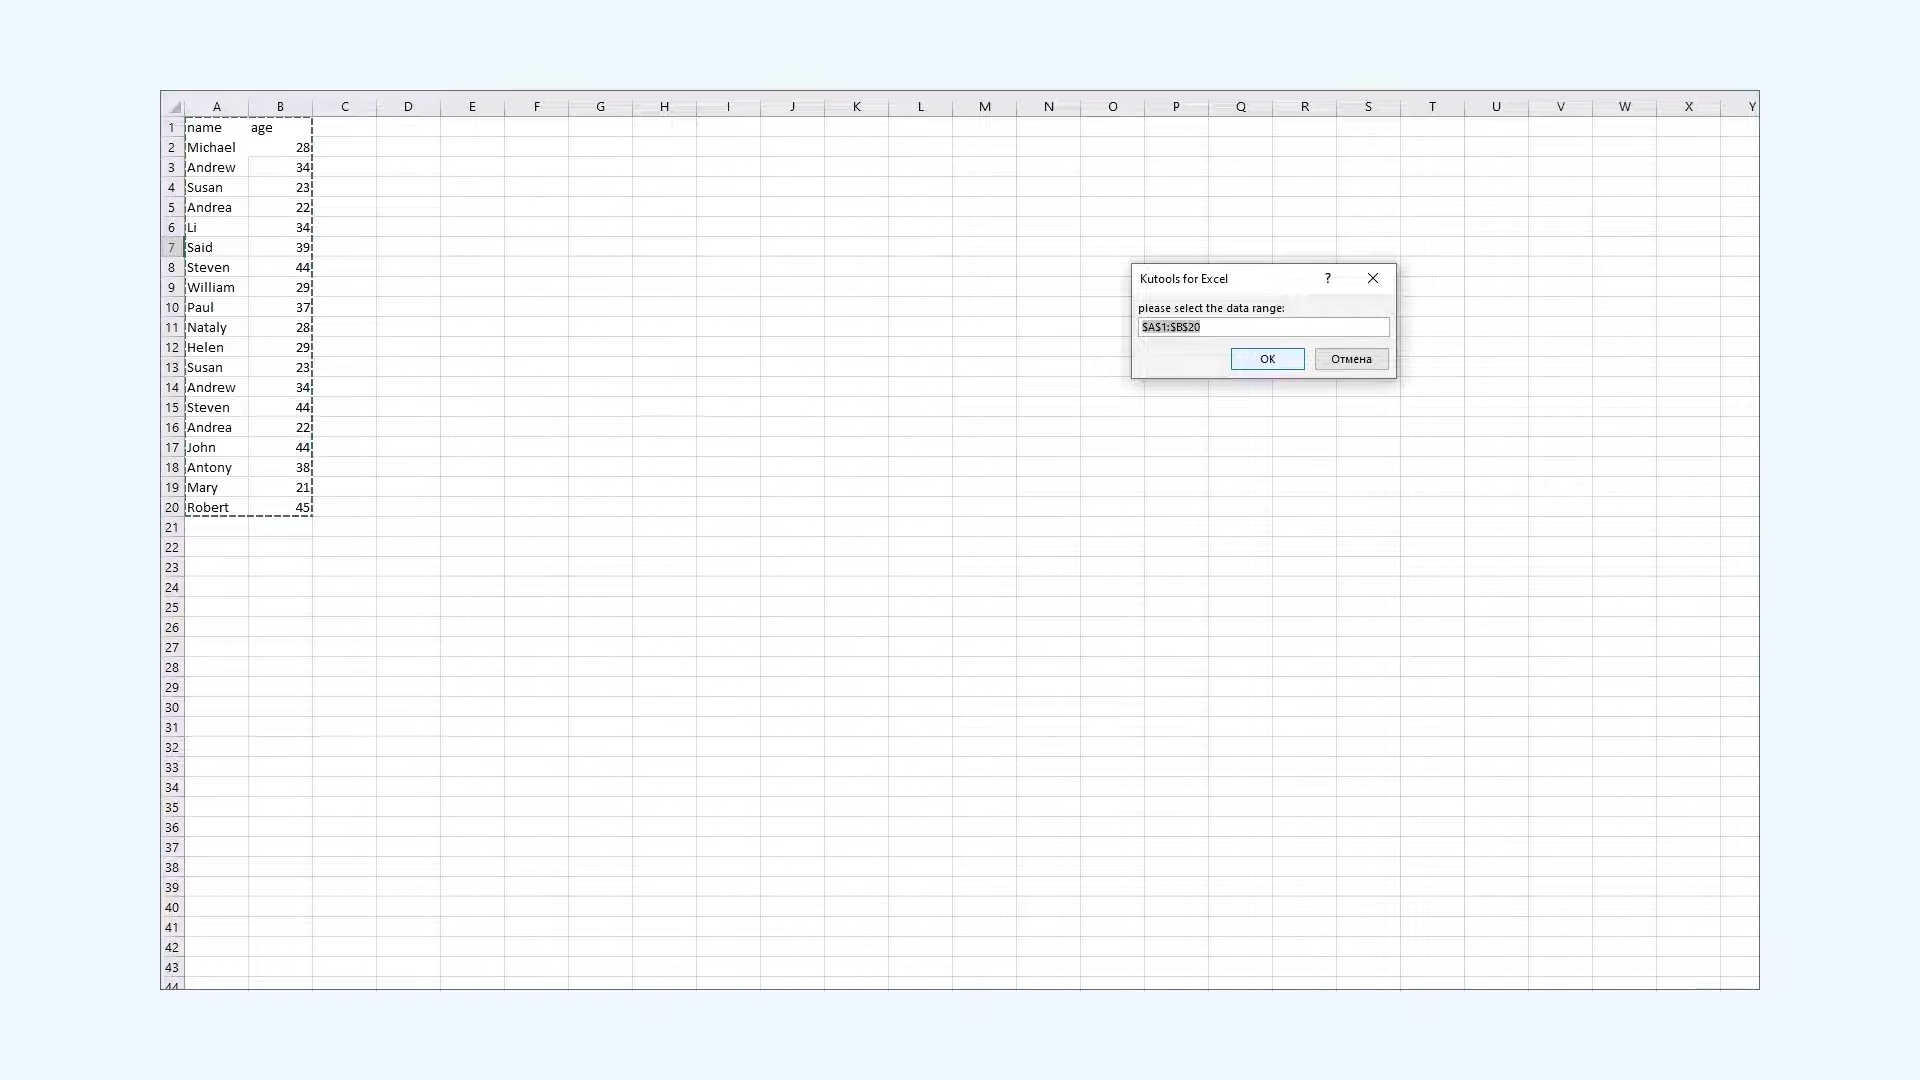 A B C D E F G H I J K L M N O P Q R S T U V W X Y
1 name age
2 Michael 28
3 Andrew 34
4 Susan 23
5 Andrea 22
6 Li 34
7 Said 39
8 Steven 44
9 William 29
10 Paul 37
11 Nataly 28
12 Helen 29
13 Susan 23
14 Andrew 34
15 Steven 44
16 Andrea 22
17 John 44
18 Antony 38
19 Mary 21
20 Robert 45
21
22
23
24
25
26
27
28
29
30
31
32
33
34
35
36
37
38
39
40
41
42
43
44
Kutools for Excel ?
please select the data range:
$A$1:$B$20
OK Отмена